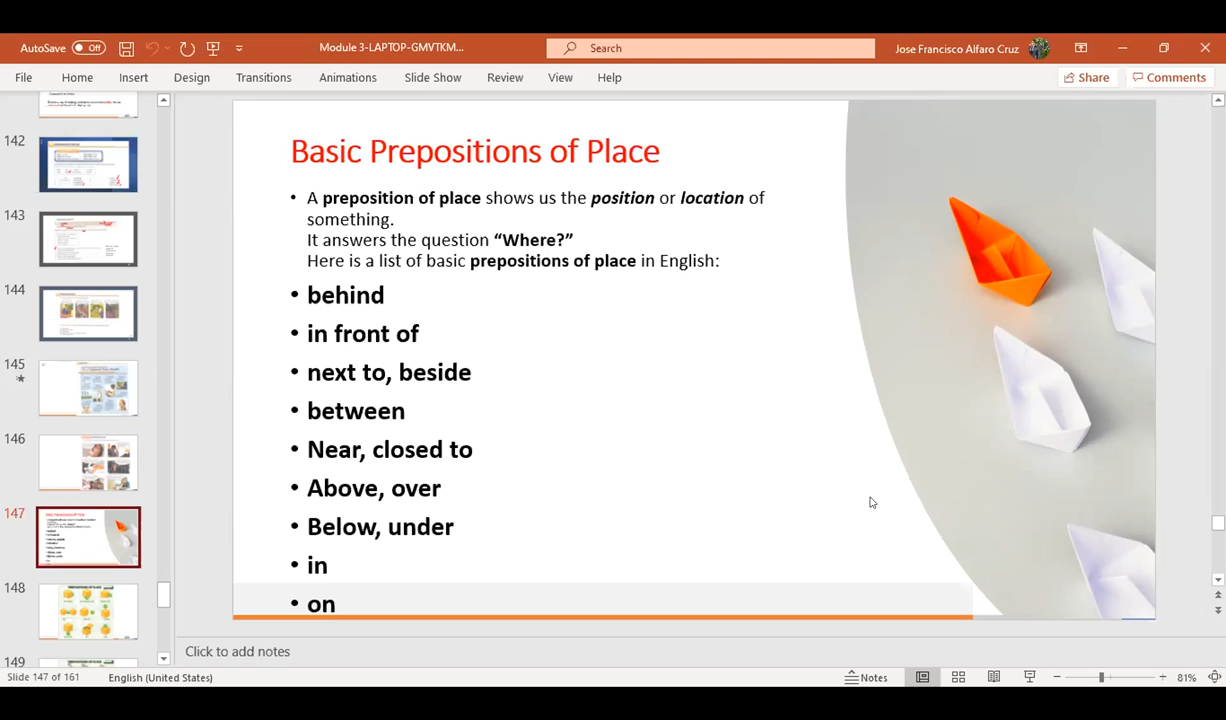 AutoSave Off
Module 3-LAPTOP-GMVTKM...
Search
Jose Francisco Alfaro Cruz
File Home Insert Design Transitions Animations Slide Show Review View Help
Share Comments
142
143
144
145
146
147
148
149
Basic Prepositions of Place
• A preposition of place shows us the position or location of
something.
It answers the question “Where?”
Here is a list of basic prepositions of place in English:
• behind
• in front of
• next to, beside
• between
• Near, closed to
• Above, over
• Below, under
• in
• on
Click to add notes
Slide 147 of 161 English (United States) Notes 81%